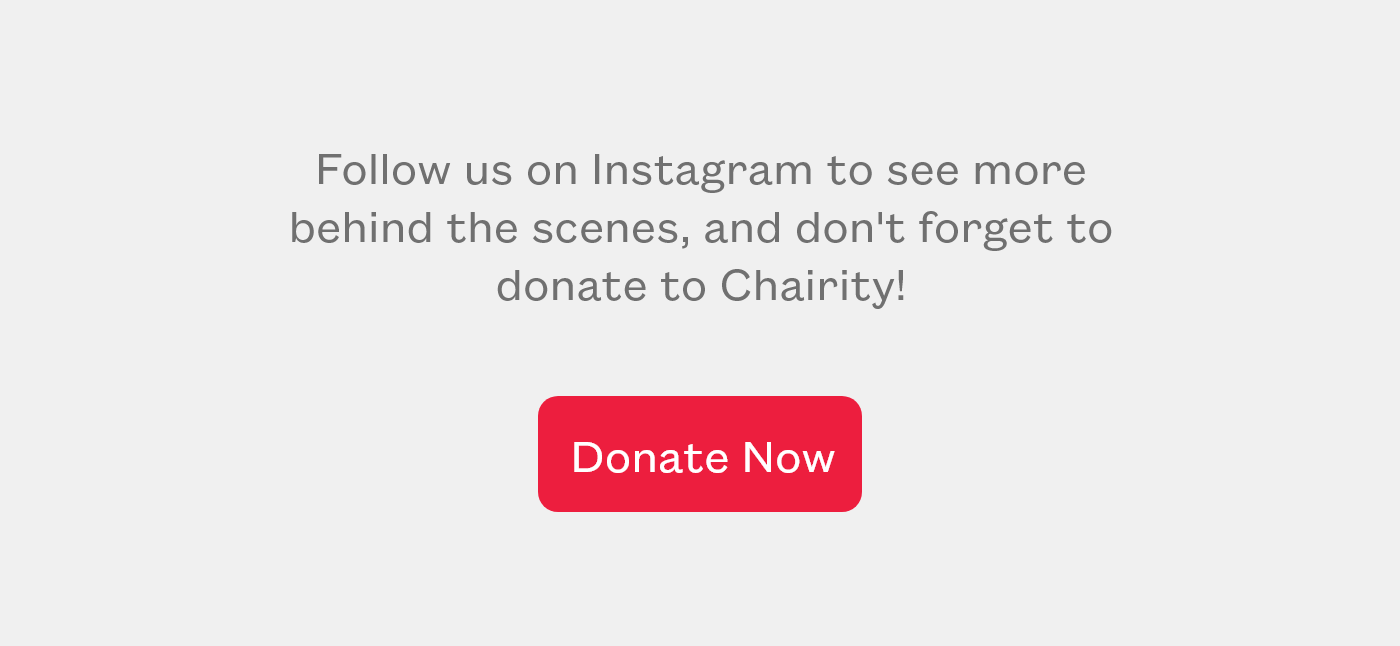 Follow us on Instagram to see more
behind the scenes, and don't forget to
donate to Chairity!
Donate Now